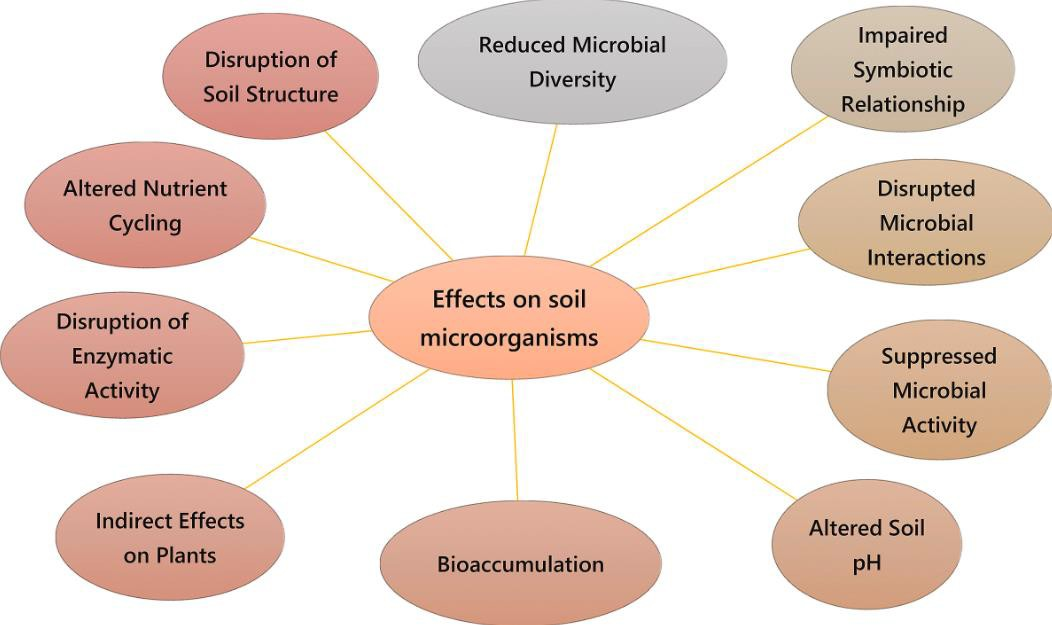 Reduced Microbial
Diversity
Impaired
Symbiotic
Relationship
Disrupted
Microbial
Interactions
Suppressed
Microbial
Activity
Altered Soil
pH
Bioaccumulation
Indirect Effects
on Plants
Disruption of
Enzymatic
Activity
Altered Nutrient
Cycling
Disruption of
Soil Structure
Effects on soil
microorganisms